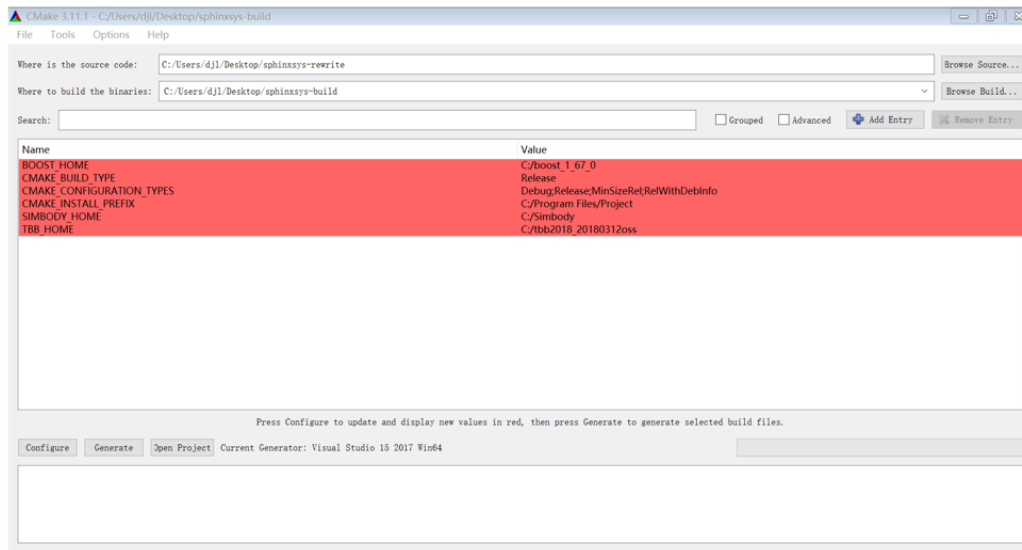 CMake 3.11.1 - C:/Users/djl/Desktop/sphinxsys-build
File Tools Options Help
Where is the source code: C:/Users/djl/Desktop/sphinxsys-rewrite Browse Source...
Where to build the binaries: C:/Users/djl/Desktop/sphinxsys-build Browse Build...
Search: Grouped Advanced Add Entry Remove Entry
Name Value
BOOST_HOME C:/boost_1_67_0
CMAKE_BUILD_TYPE Release
CMAKE_CONFIGURATION_TYPES Debug;Release;MinSizeRel;RelWithDebInfo
CMAKE_INSTALL_PREFIX C:/Program Files/Project
SIMBODY_HOME C:/Simbody
TBB_HOME C:/tbb2018_20180312oss
Press Configure to update and display new values in red, then press Generate to generate selected build files.
Configure Generate Open Project Current Generator: Visual Studio 15 2017 Win64